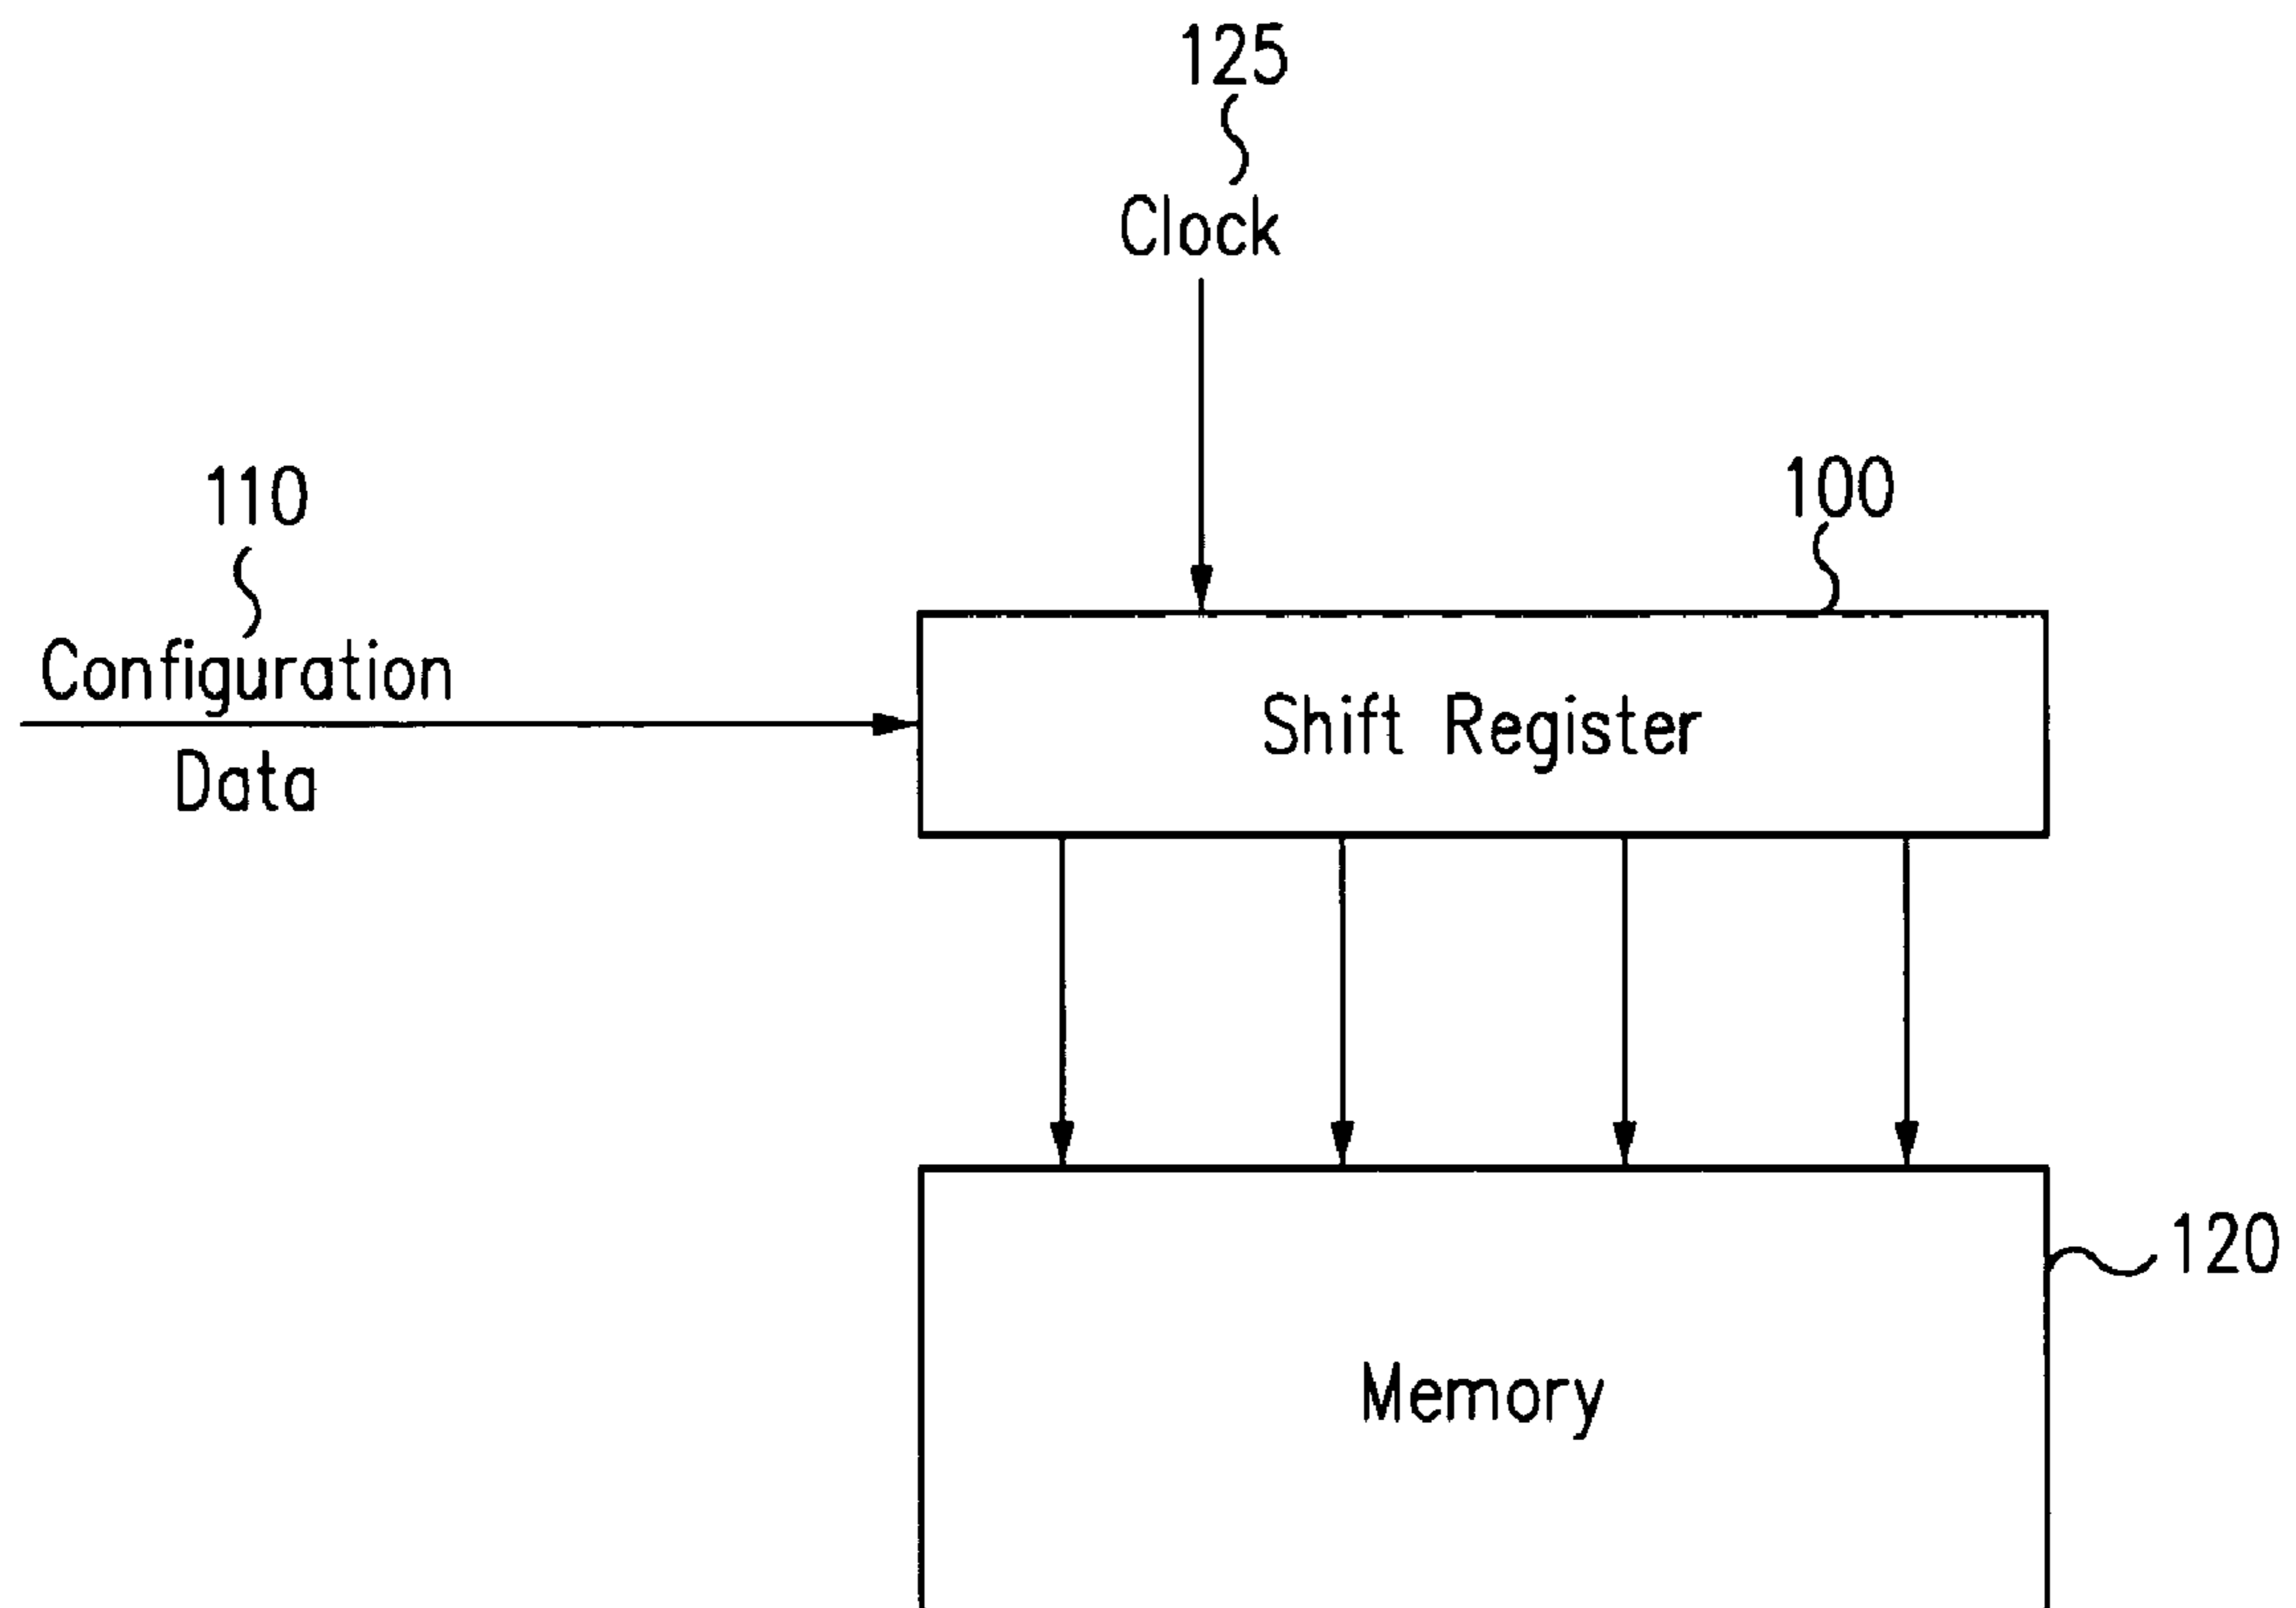 125
Clock
110
100
Configuration
Data
Shift Register
120
Memory